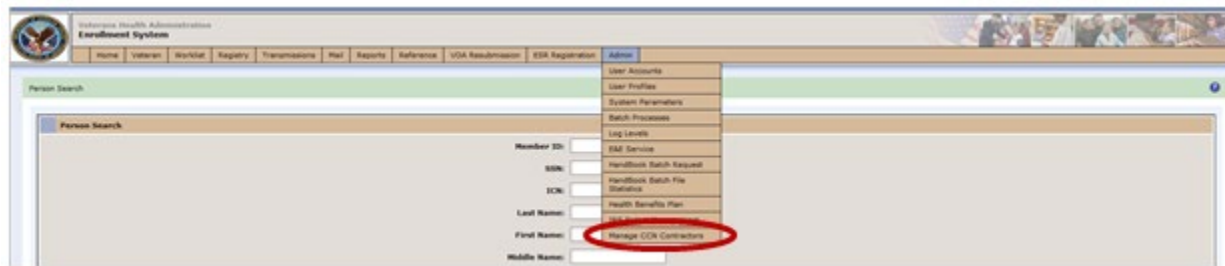 Veterans Health Administration
Enrollment System
Home Veteran Worklist Registry Transmissions Mail Reports Reference VOA Resubmission ESR Registration Admin
User Accounts
Person Search
User Profiles
System Parameters
Batch Processes
Person Search
Log Levels
Member ID:
E&E Service
SSN:
HandBook Batch Request
ICN:
HandBook Batch File
Statistics
Health Benefits Plan
Last Name:
First Name:
Manage CCN Contractors
Middle Name: